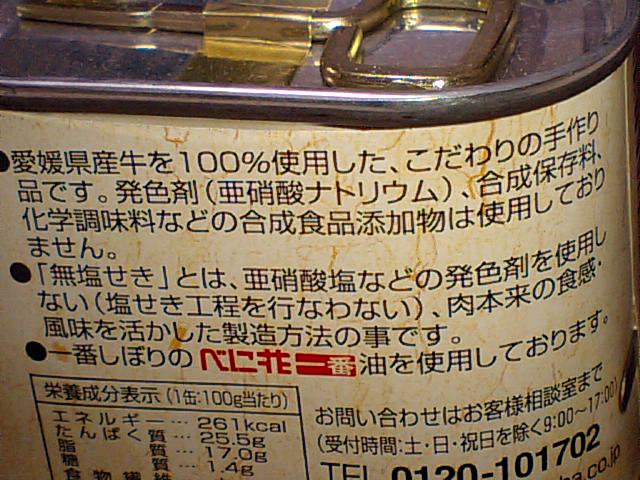 ●愛媛県産牛を100%使用した、こだわりの手作り
品です。発色剤(亜硝酸ナトリウム)、合成保存料、
化学調味料などの合成食品添加物は使用しており
ません。
●「無塩せき」とは、亜硝酸塩などの発色剤を使用し
ない(塩せき工程を行なわない)、肉本来の食感・
風味を活かした製造方法の事です。
●一番しぼりのべに花一番油を使用しております。
栄養成分表示(1缶:100g当たり)
エネルギー… 261kcal
たんぱく質… 25.5g
脂質… 17.0g
糖質… 1.4g
食物繊維…
お問い合わせはお客様相談室まで
(受付時間:土・日・祝日を除く9:00~17:00)
TEL 0120-101702
ba.co.jp